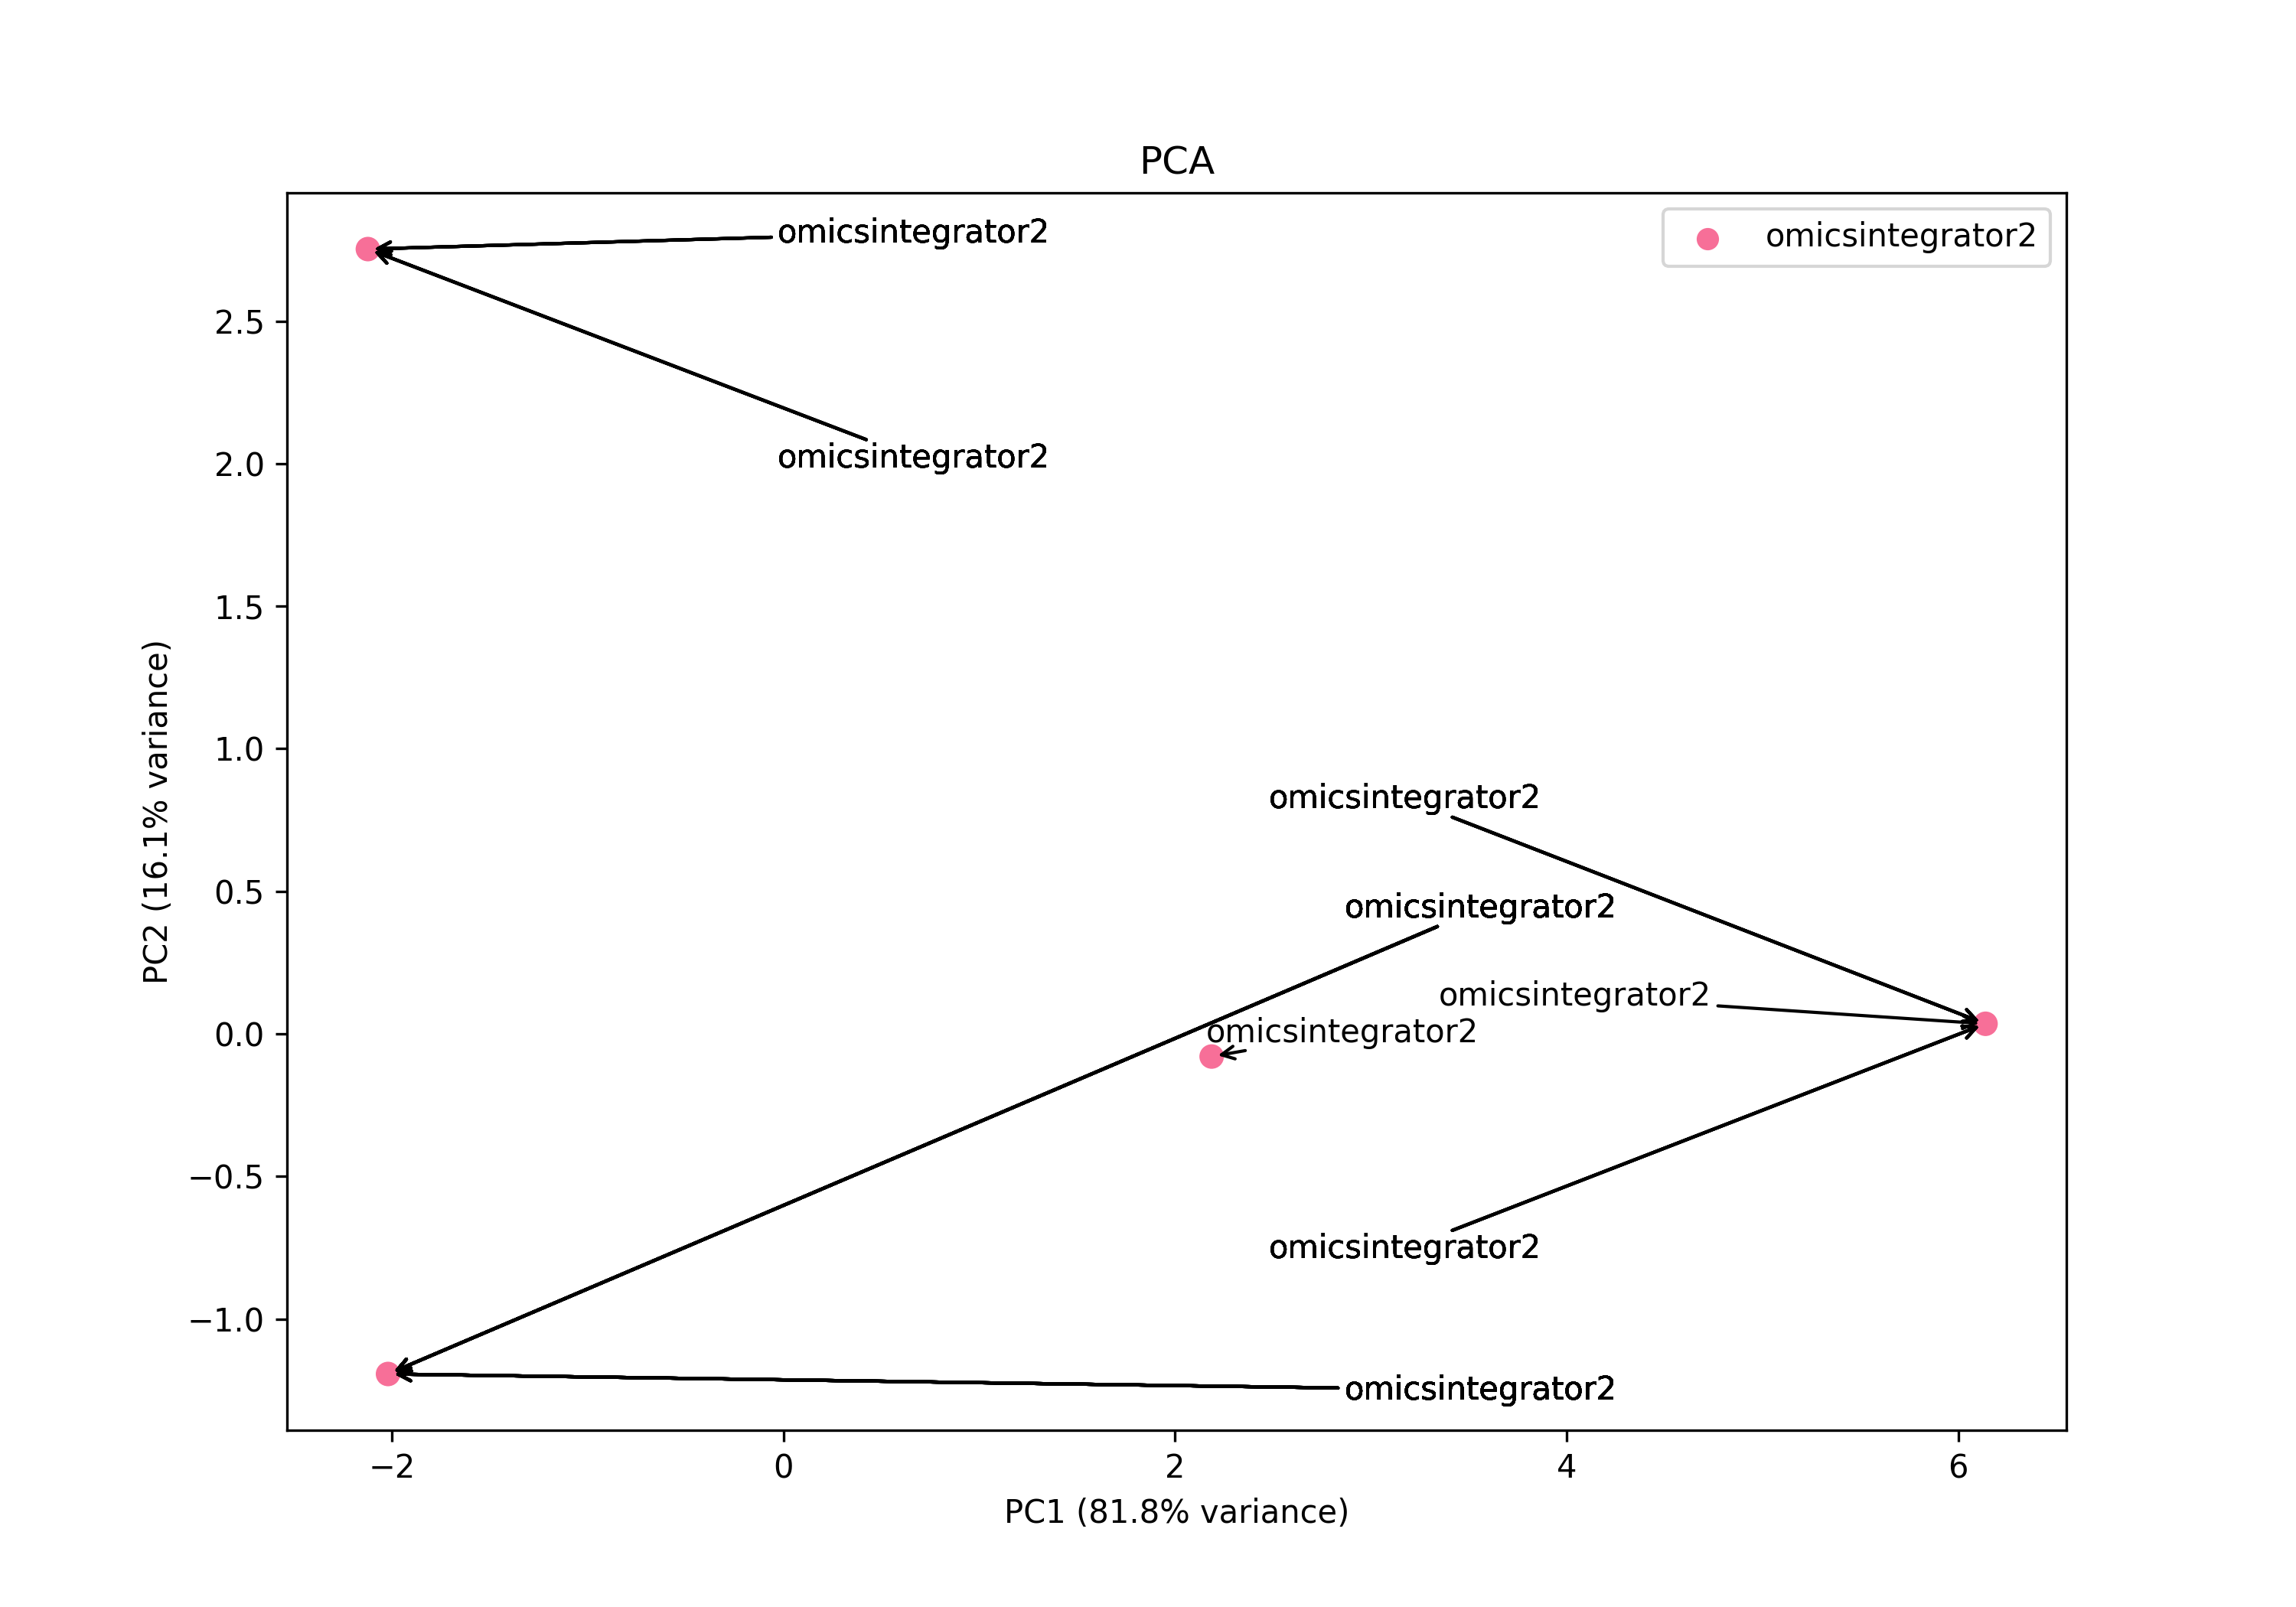 PCA
omicsintegrator2
omicsintegrator2
2.5
omicsintegrator2
2.0
1.5
PC2 (16.1% variance)
1.0
omicsintegrator2
0.5
omicsintegrator2
omicsintegrator2
0.0
omicsintegrator2
−0.5
omicsintegrator2
−1.0
omicsintegrator2
−2
0
2
4
6
PC1 (81.8% variance)